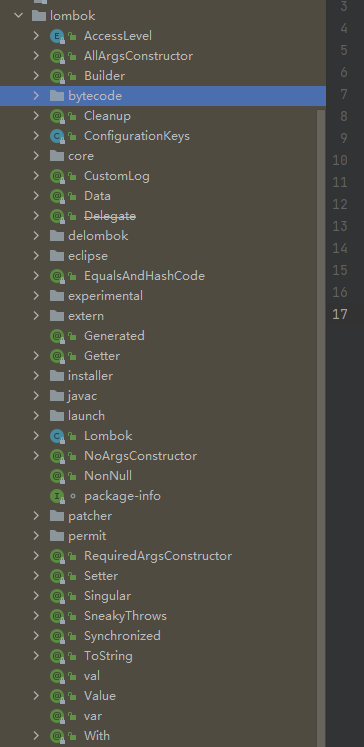 lombok
3
AccessLevel
4
AllArgsConstructor
5
Builder
6
bytecode
7
Cleanup
8
ConfigurationKeys
9
core
10
CustomLog
11
Data
12
Delegate
delombok
13
eclipse
14
EqualsAndHashCode
15
experimental
16
extern
17
Generated
Getter
installer
javac
launch
Lombok
NoArgsConstructor
NonNull
package-info
patcher
permit
RequiredArgsConstructor
Setter
Singular
SneakyThrows
Synchronized
ToString
val
Value
var
With